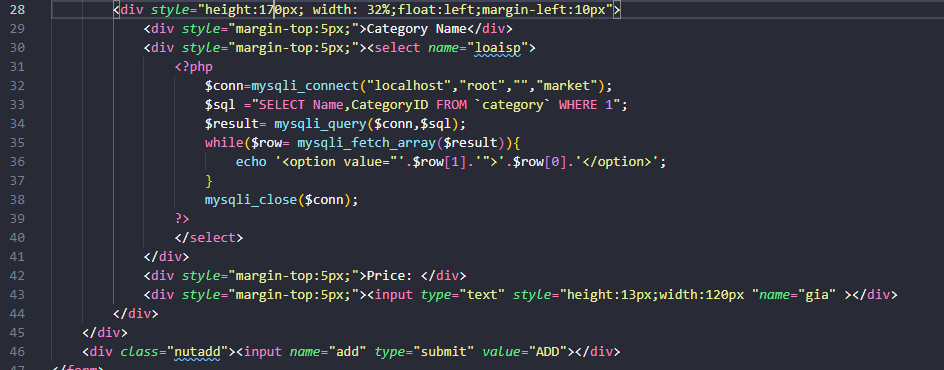 28 <div style="height:170px; width: 32%;float:left;margin-left:10px">
29 <div style="margin-top:5px;">Category Name</div>
30 <div style="margin-top:5px;"><select name="loaisp">
31 <?php
32 $conn=mysqli_connect("localhost","root","","market");
33 $sql ="SELECT Name,CategoryID FROM `category` WHERE 1";
34 $result= mysqli_query($conn,$sql);
35 while($row= mysqli_fetch_array($result)){
36 echo '<option value="'.$row[1].'">'.$row[0].'</option>';
37 }
38 mysqli_close($conn);
39 ?>
40 </select>
41 </div>
42 <div style="margin-top:5px;">Price: </div>
43 <div style="margin-top:5px;"><input type="text" style="height:13px;width:120px "name="gia" ></div>
44 </div>
45 </div>
46 <div class="nutadd"><input name="add" type="submit" value="ADD"></div>
47 </form>